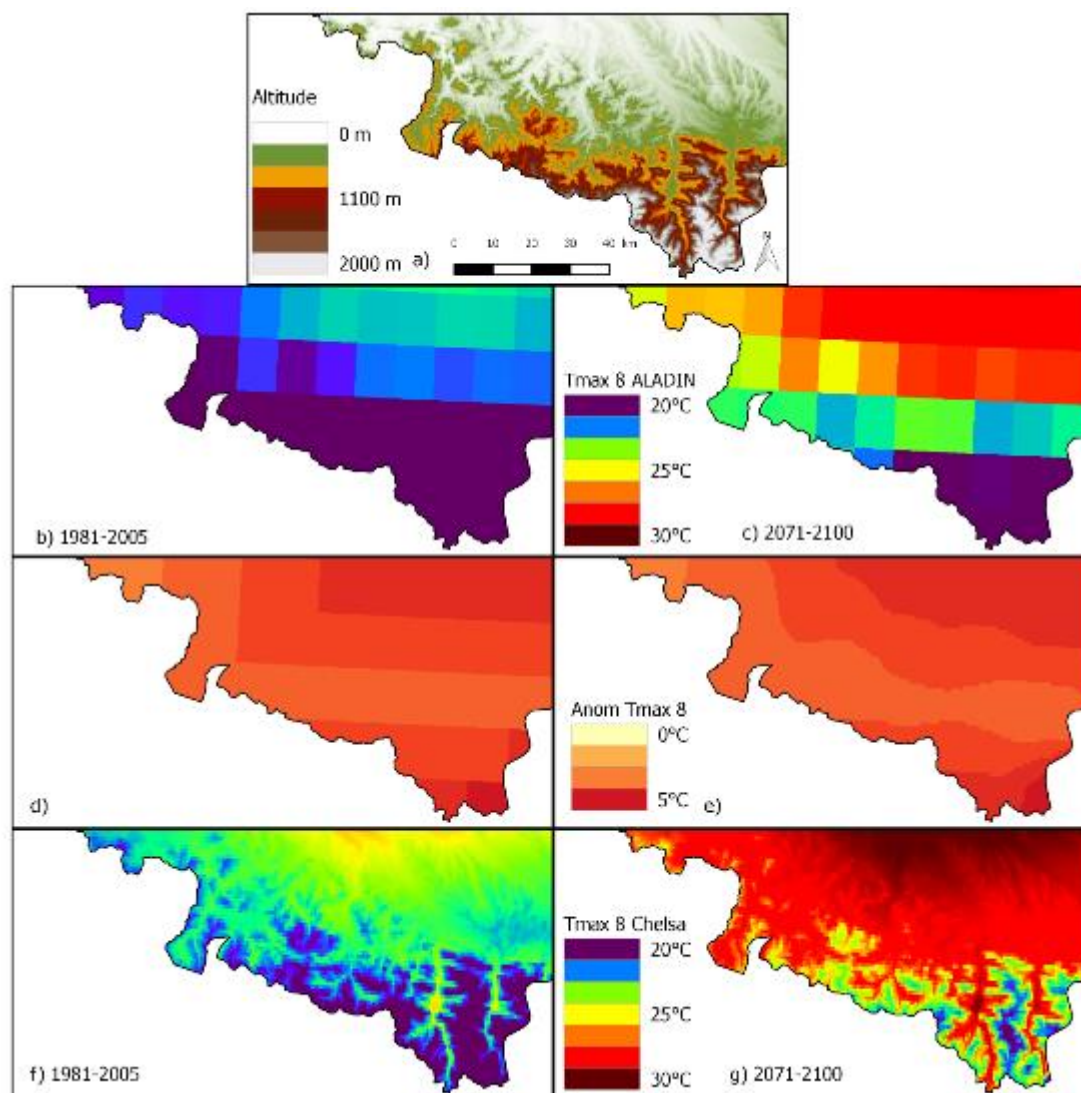 Altitude
0 m
1100 m
2000 m
a)
0 10 20 30 40 km
N
b) 1981-2005
Tmax 8 ALADIN
20°C
25°C
30°C
c) 2071-2100
d)
Anom Tmax 8
0°C
5°C
e)
f) 1981-2005
Tmax 8 Chelsa
20°C
25°C
30°C
g) 2071-2100